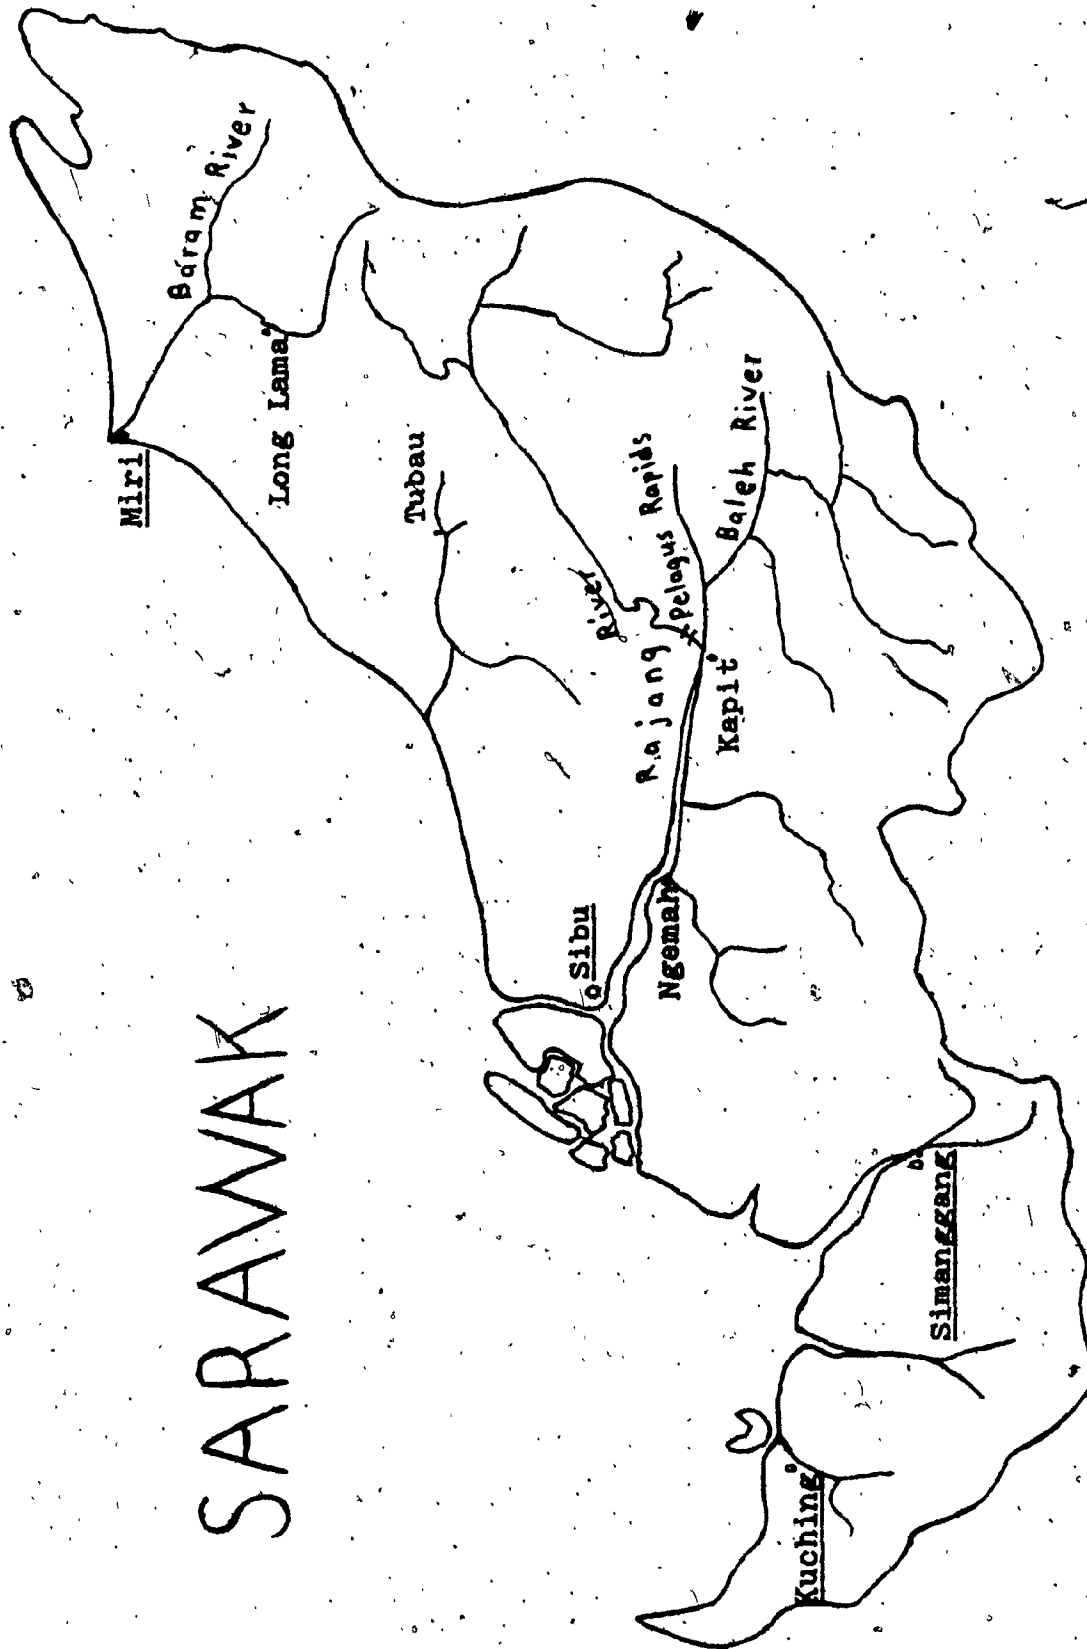 SARAWAK
Miri
Baram River
Long Lama
Tubau
Rajang River
Pelagus Rapids
Baleh River
Kapit
Sibu
Ngemah
Simanggang
Kuching